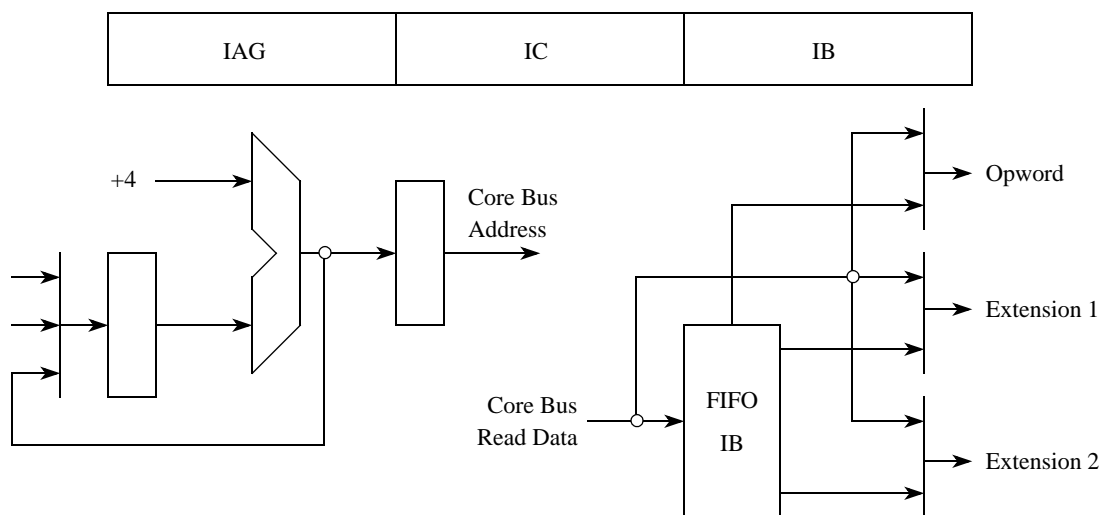 IAG
IC
IB
+4
Core Bus
Address
Opword
Extension 1
Core Bus
Read Data
FIFO
IB
Extension 2